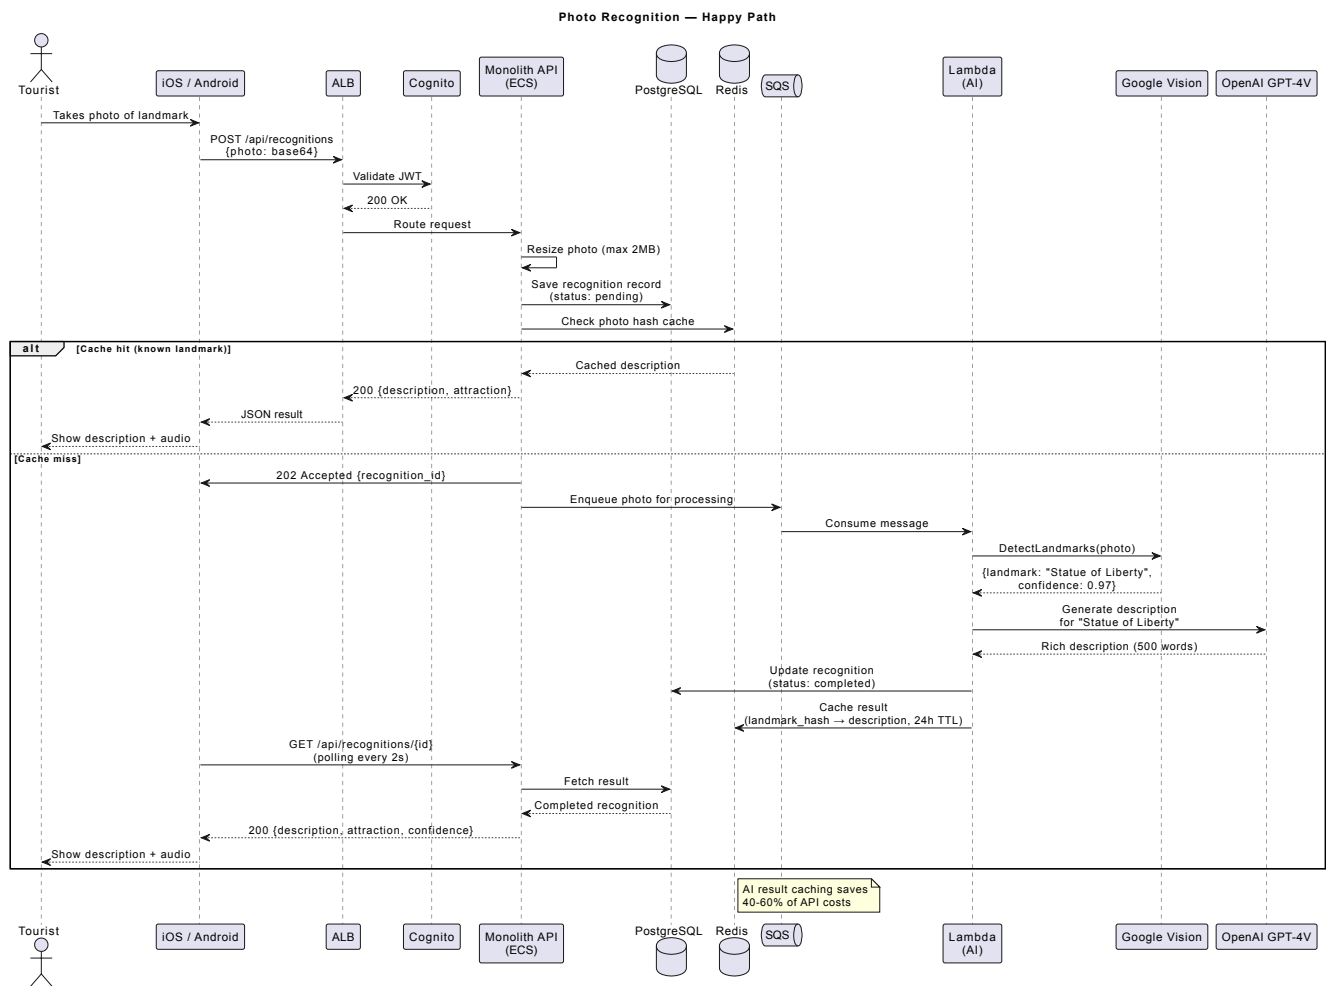 Photo Recognition — Happy Path
Tourist
iOS / Android
ALB
Cognito
Monolith API
(ECS)
PostgreSQL
Redis
SQS
Lambda
(AI)
Google Vision
OpenAI GPT-4V
Takes photo of landmark
POST /api/recognitions
{photo: base64}
Validate JWT
200 OK
Route request
Resize photo (max 2MB)
Save recognition record
(status: pending)
Check photo hash cache
alt [Cache hit (known landmark)]
Cached description
200 {description, attraction}
JSON result
Show description + audio
[Cache miss]
202 Accepted {recognition_id}
Enqueue photo for processing
Consume message
DetectLandmarks(photo)
{landmark: "Statue of Liberty",
confidence: 0.97}
Generate description
for "Statue of Liberty"
Rich description (500 words)
Update recognition
(status: completed)
Cache result
(landmark_hash → description, 24h TTL)
GET /api/recognitions/{id}
(polling every 2s)
Fetch result
Completed recognition
200 {description, attraction, confidence}
Show description + audio
AI result caching saves
40-60% of API costs
Tourist
iOS / Android
ALB
Cognito
Monolith API
(ECS)
PostgreSQL
Redis
SQS
Lambda
(AI)
Google Vision
OpenAI GPT-4V